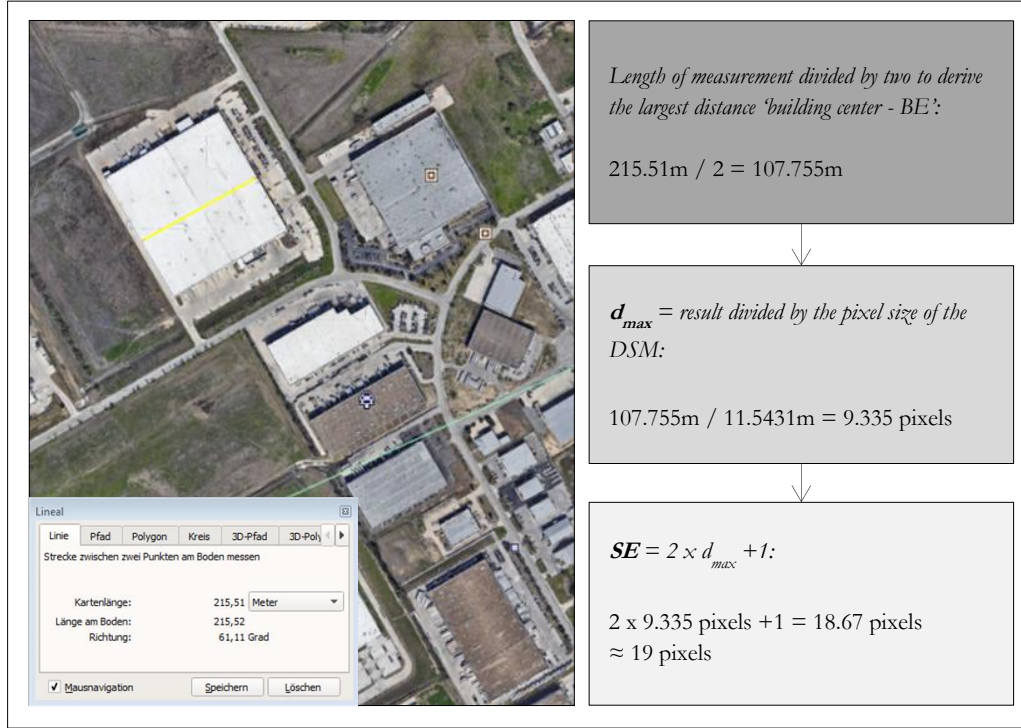 Length of measurement divided by two to derive
the largest distance ‘building center - BE’:
215.51m / 2 = 107.755m
d_max = result divided by the pixel size of the
DSM:
107.755m / 11.5431m = 9.335 pixels
SE = 2 x d_max +1:
2 x 9.335 pixels +1 = 18.67 pixels
≈ 19 pixels
Lineal
Linie Pfad Polygon Kreis 3D-Pfad 3D-Poly
Strecke zwischen zwei Punkten am Boden messen
Kartenlänge: 215,51 Meter
Länge am Boden: 215,52
Richtung: 61,11 Grad
Mausnavigation Speichern Löschen